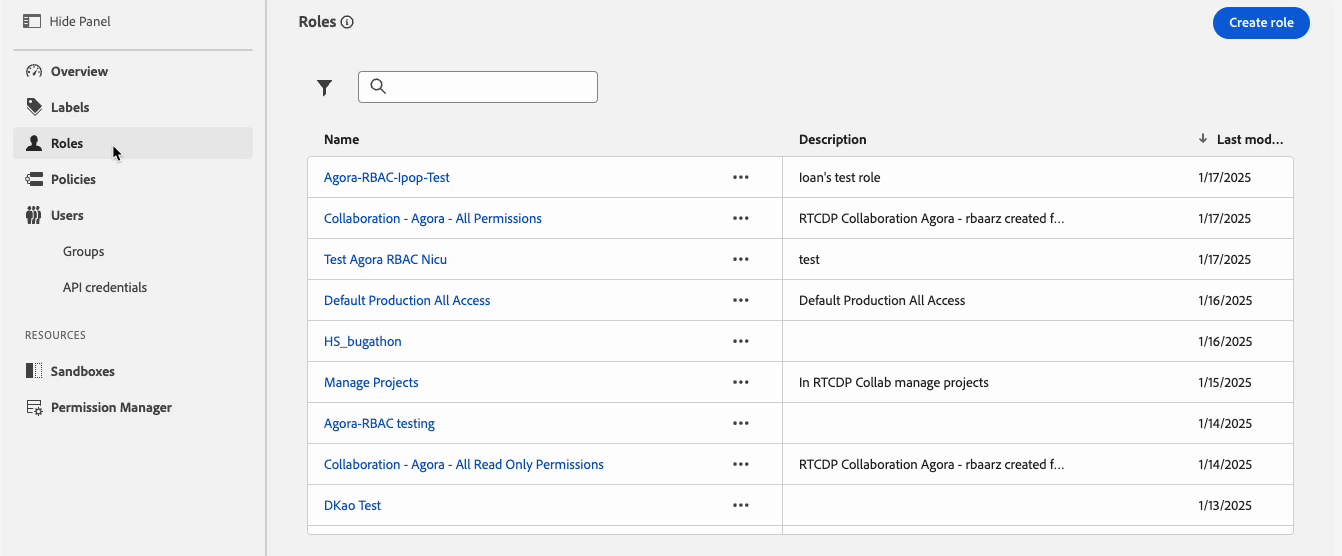 Hide Panel
Overview
Labels
Roles
Policies
Users
Groups
API credentials
RESOURCES
Sandboxes
Permission Manager
Roles
Create role
Name Description Last mod...
Agora-RBAC-Ipop-Test ••• Ioan's test role 1/17/2025
Collaboration - Agora - All Permissions ••• RTCDP Collaboration Agora - rbaarz created f... 1/17/2025
Test Agora RBAC Nicu ••• test 1/17/2025
Default Production All Access ••• Default Production All Access 1/16/2025
HS_bugathon ••• 1/16/2025
Manage Projects ••• In RTCDP Collab manage projects 1/15/2025
Agora-RBAC testing ••• 1/14/2025
Collaboration - Agora - All Read Only Permissions ••• RTCDP Collaboration Agora - rbaarz created f... 1/14/2025
DKao Test ••• 1/13/2025